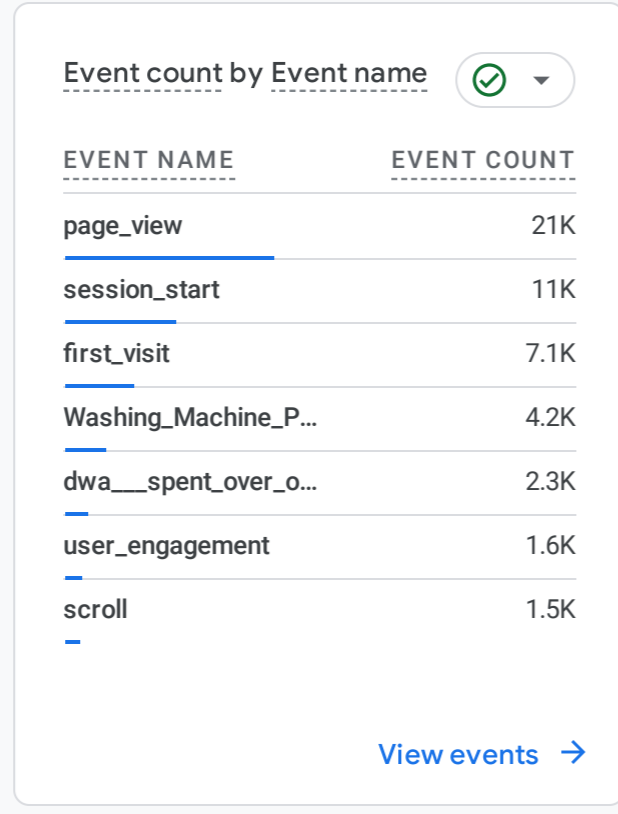 Event count by Event name
EVENT NAME EVENT COUNT
page_view 21K
session_start 11K
first_visit 7.1K
Washing_Machine_P... 4.2K
dwa___spent_over_o... 2.3K
user_engagement 1.6K
scroll 1.5K
View events